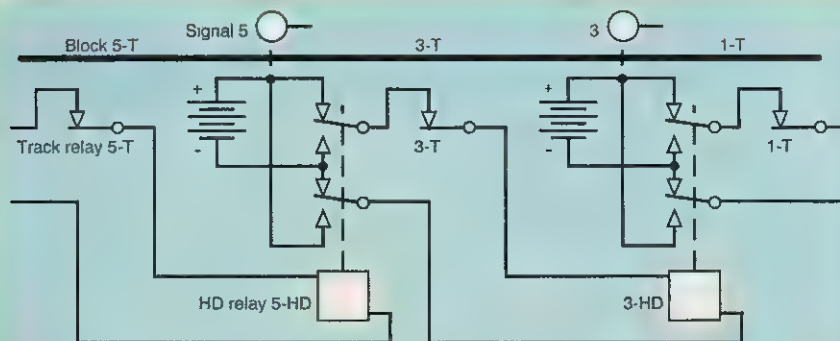 Signal 5
3
Block 5-T
3-T
1-T
+
-
+
-
Track relay 5-T
3-T
1-T
HD relay 5-HD
3-HD